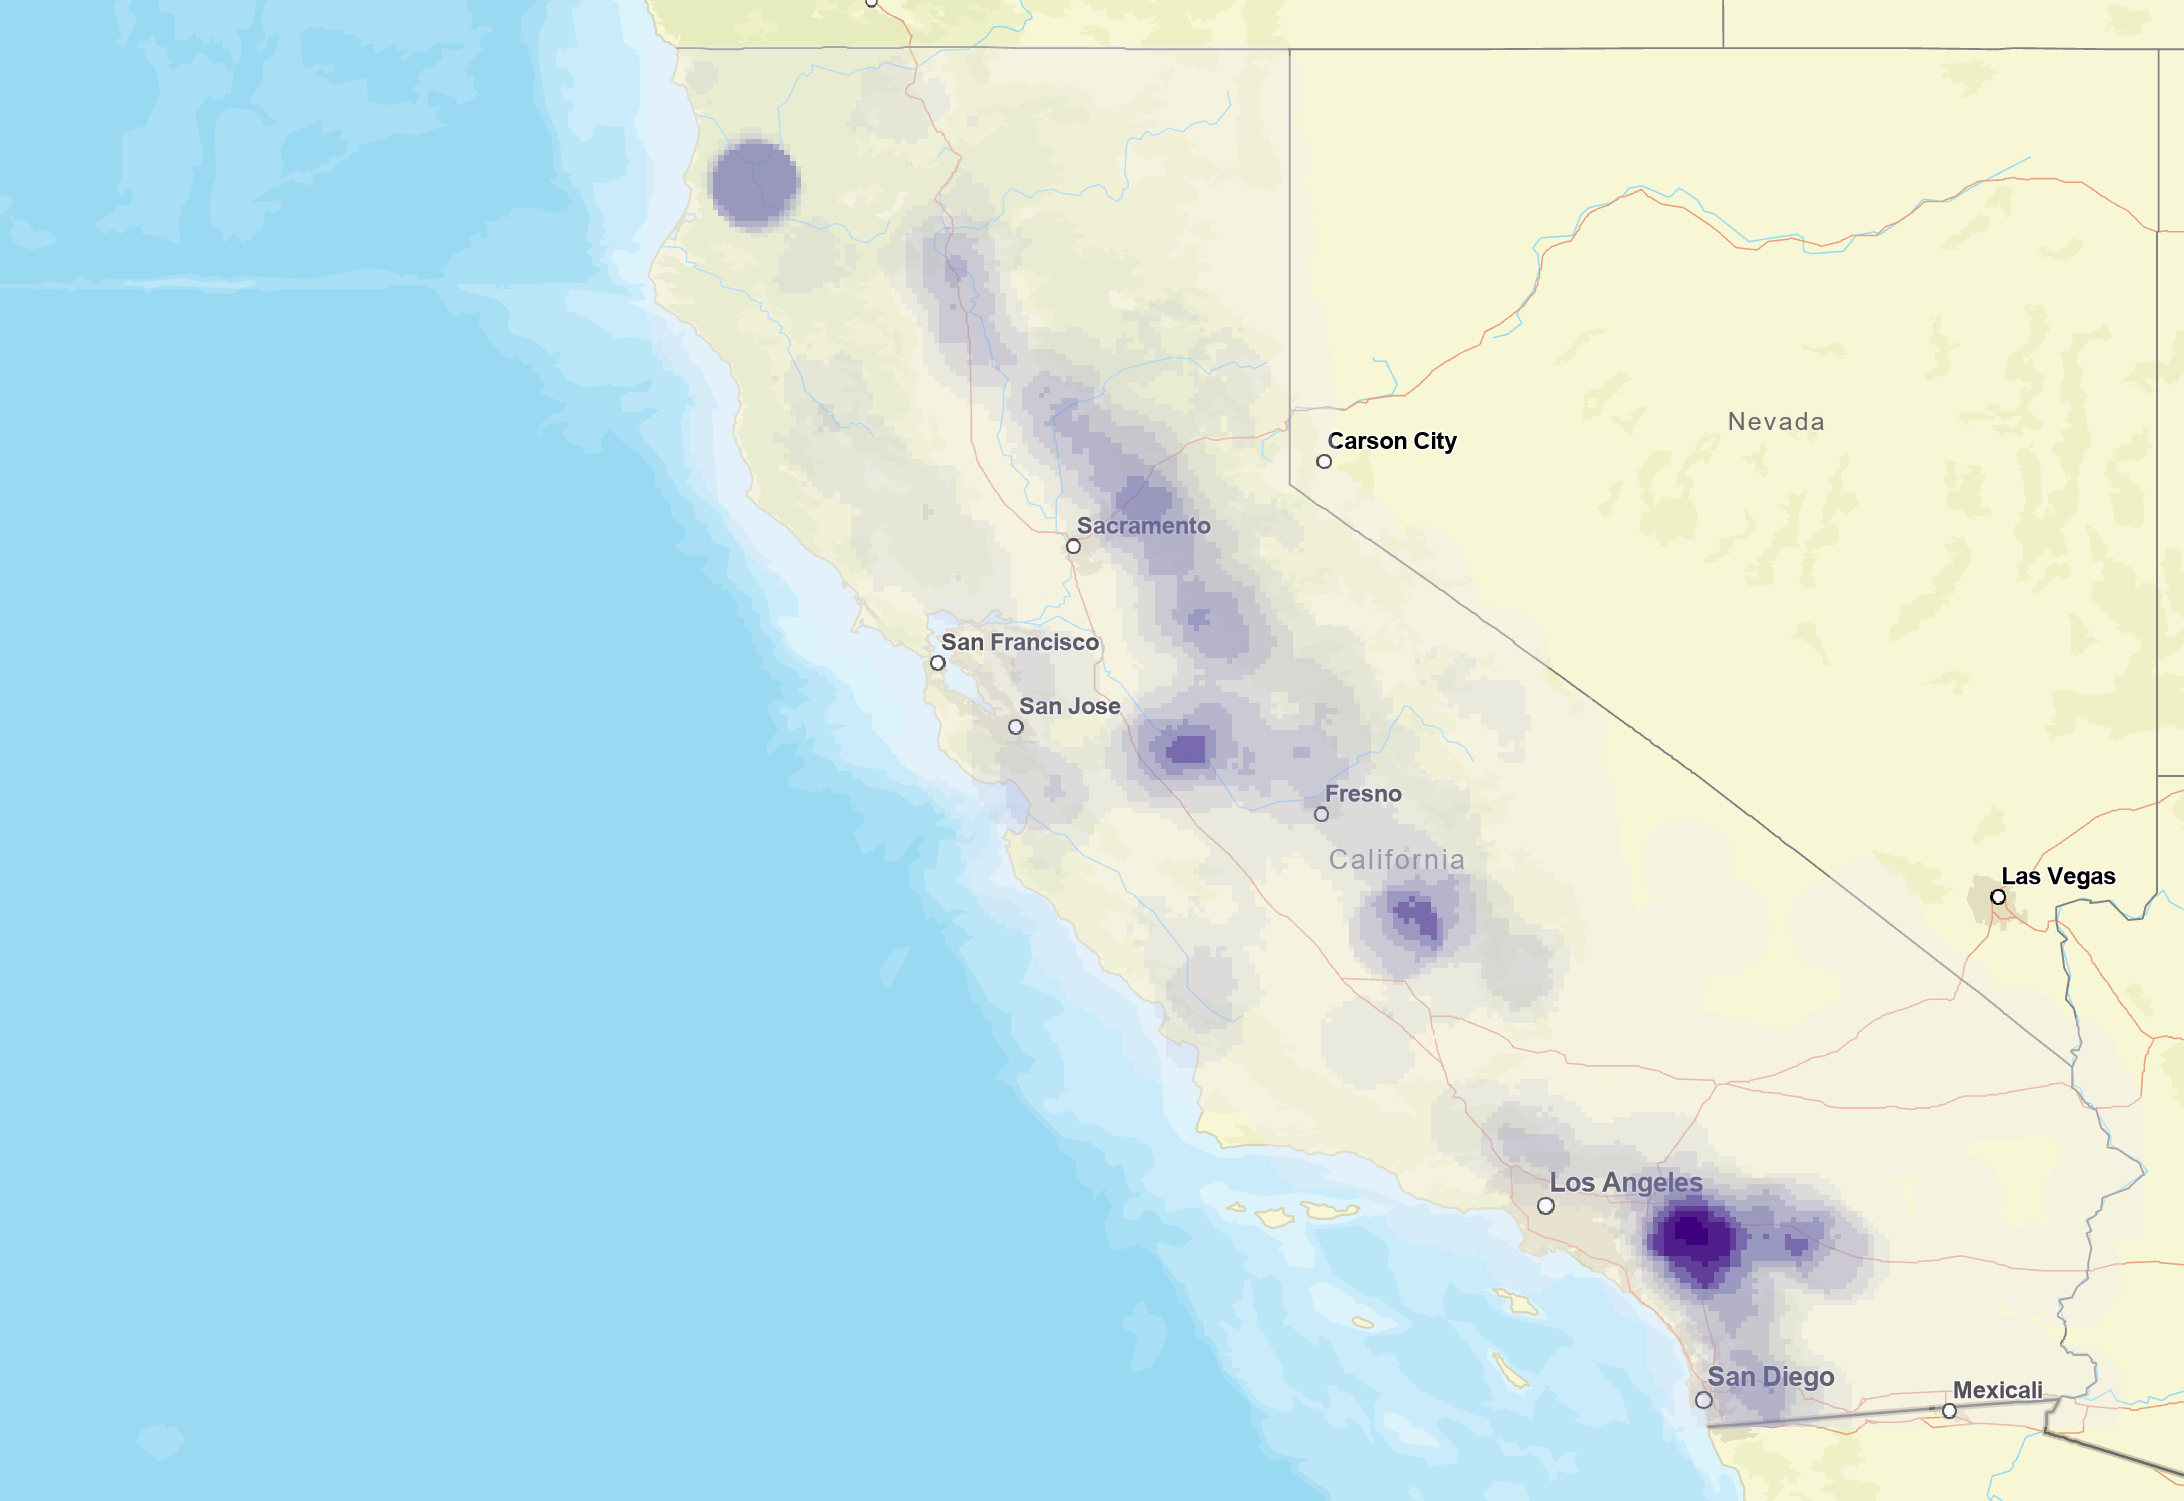 Nevada
Carson City
Sacramento
San Francisco
San Jose
Fresno
California
Las Vegas
Los Angeles
San Diego
Mexicali